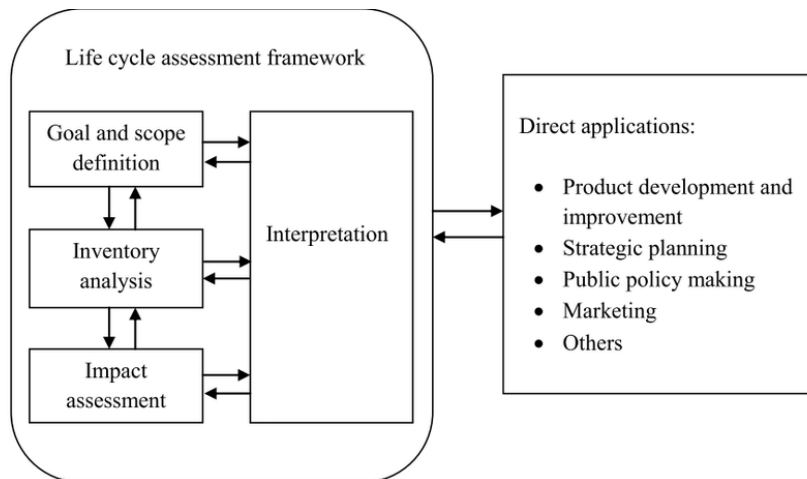 Life cycle assessment framework
Goal and scope
definition
Inventory
analysis
Impact
assessment
Interpretation
Direct applications:
• Product development and
improvement
• Strategic planning
• Public policy making
• Marketing
• Others